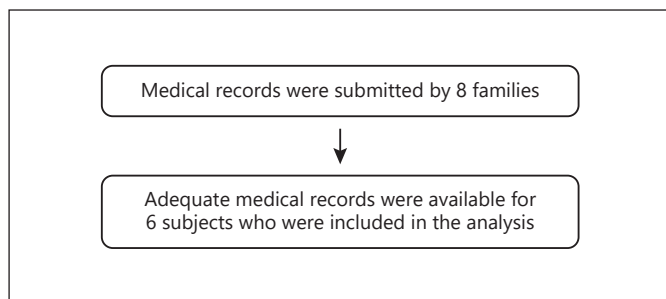 Medical records were submitted by 8 families
Adequate medical records were available for
6 subjects who were included in the analysis